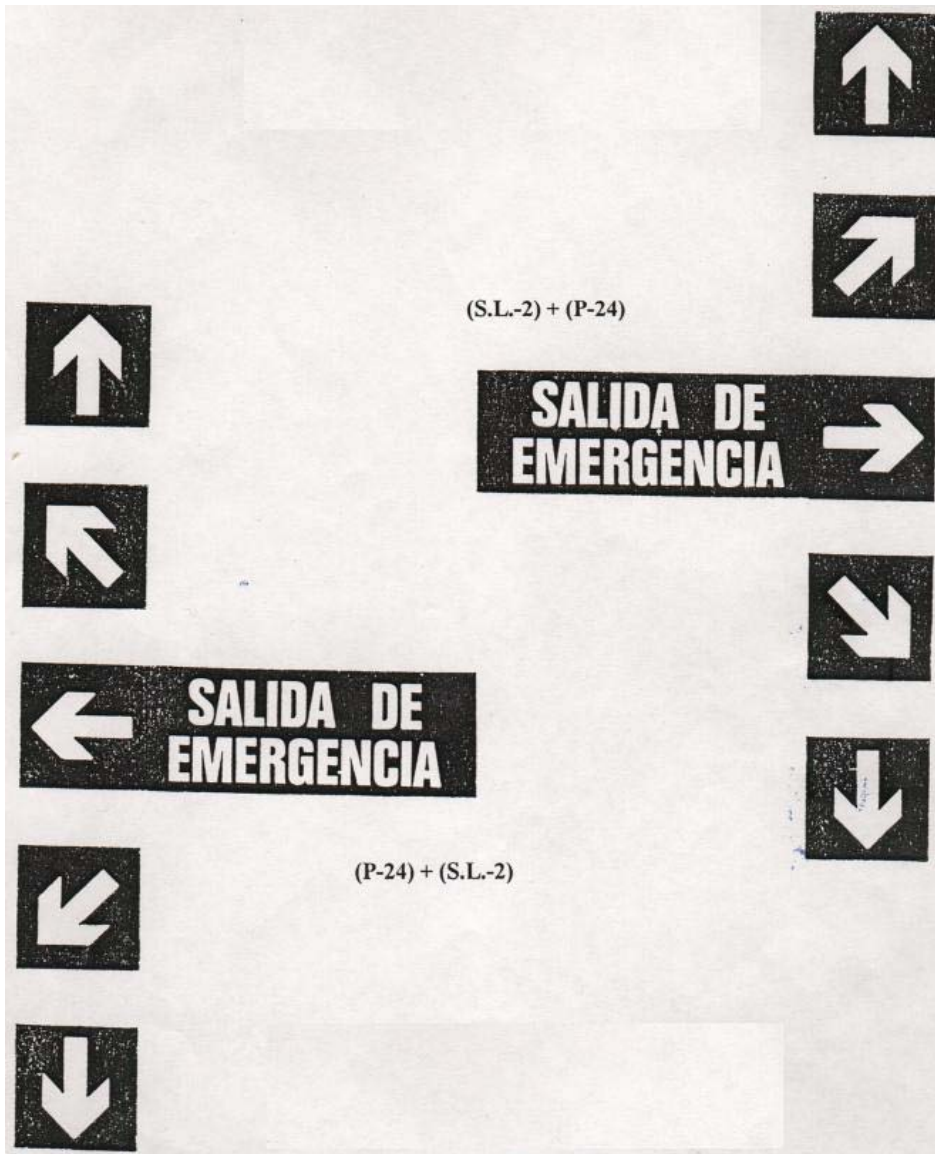 (S.L.-2) + (P-24)
SALIDA DE
EMERGENCIA
SALIDA DE
EMERGENCIA
(P-24) + (S.L.-2)